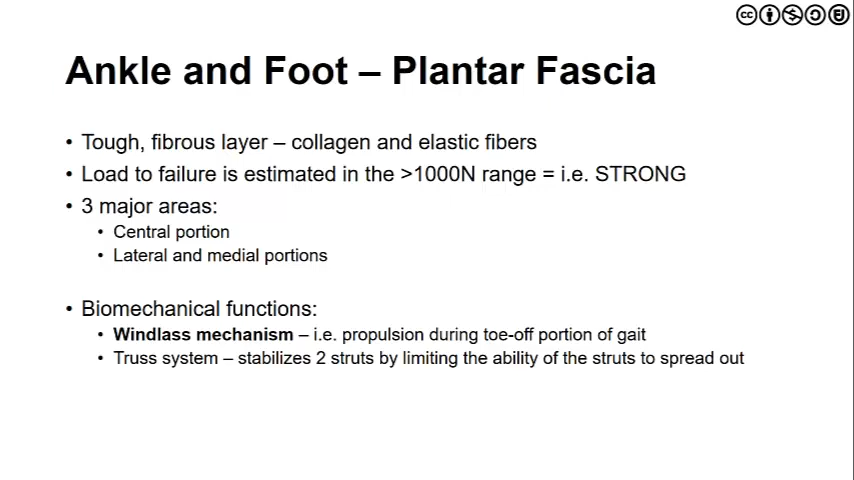 Ankle and Foot – Plantar Fascia
• Tough, fibrous layer – collagen and elastic fibers
• Load to failure is estimated in the >1000N range = i.e. STRONG
• 3 major areas:
• Central portion
• Lateral and medial portions
• Biomechanical functions:
• Windlass mechanism – i.e. propulsion during toe-off portion of gait
• Truss system – stabilizes 2 struts by limiting the ability of the struts to spread out